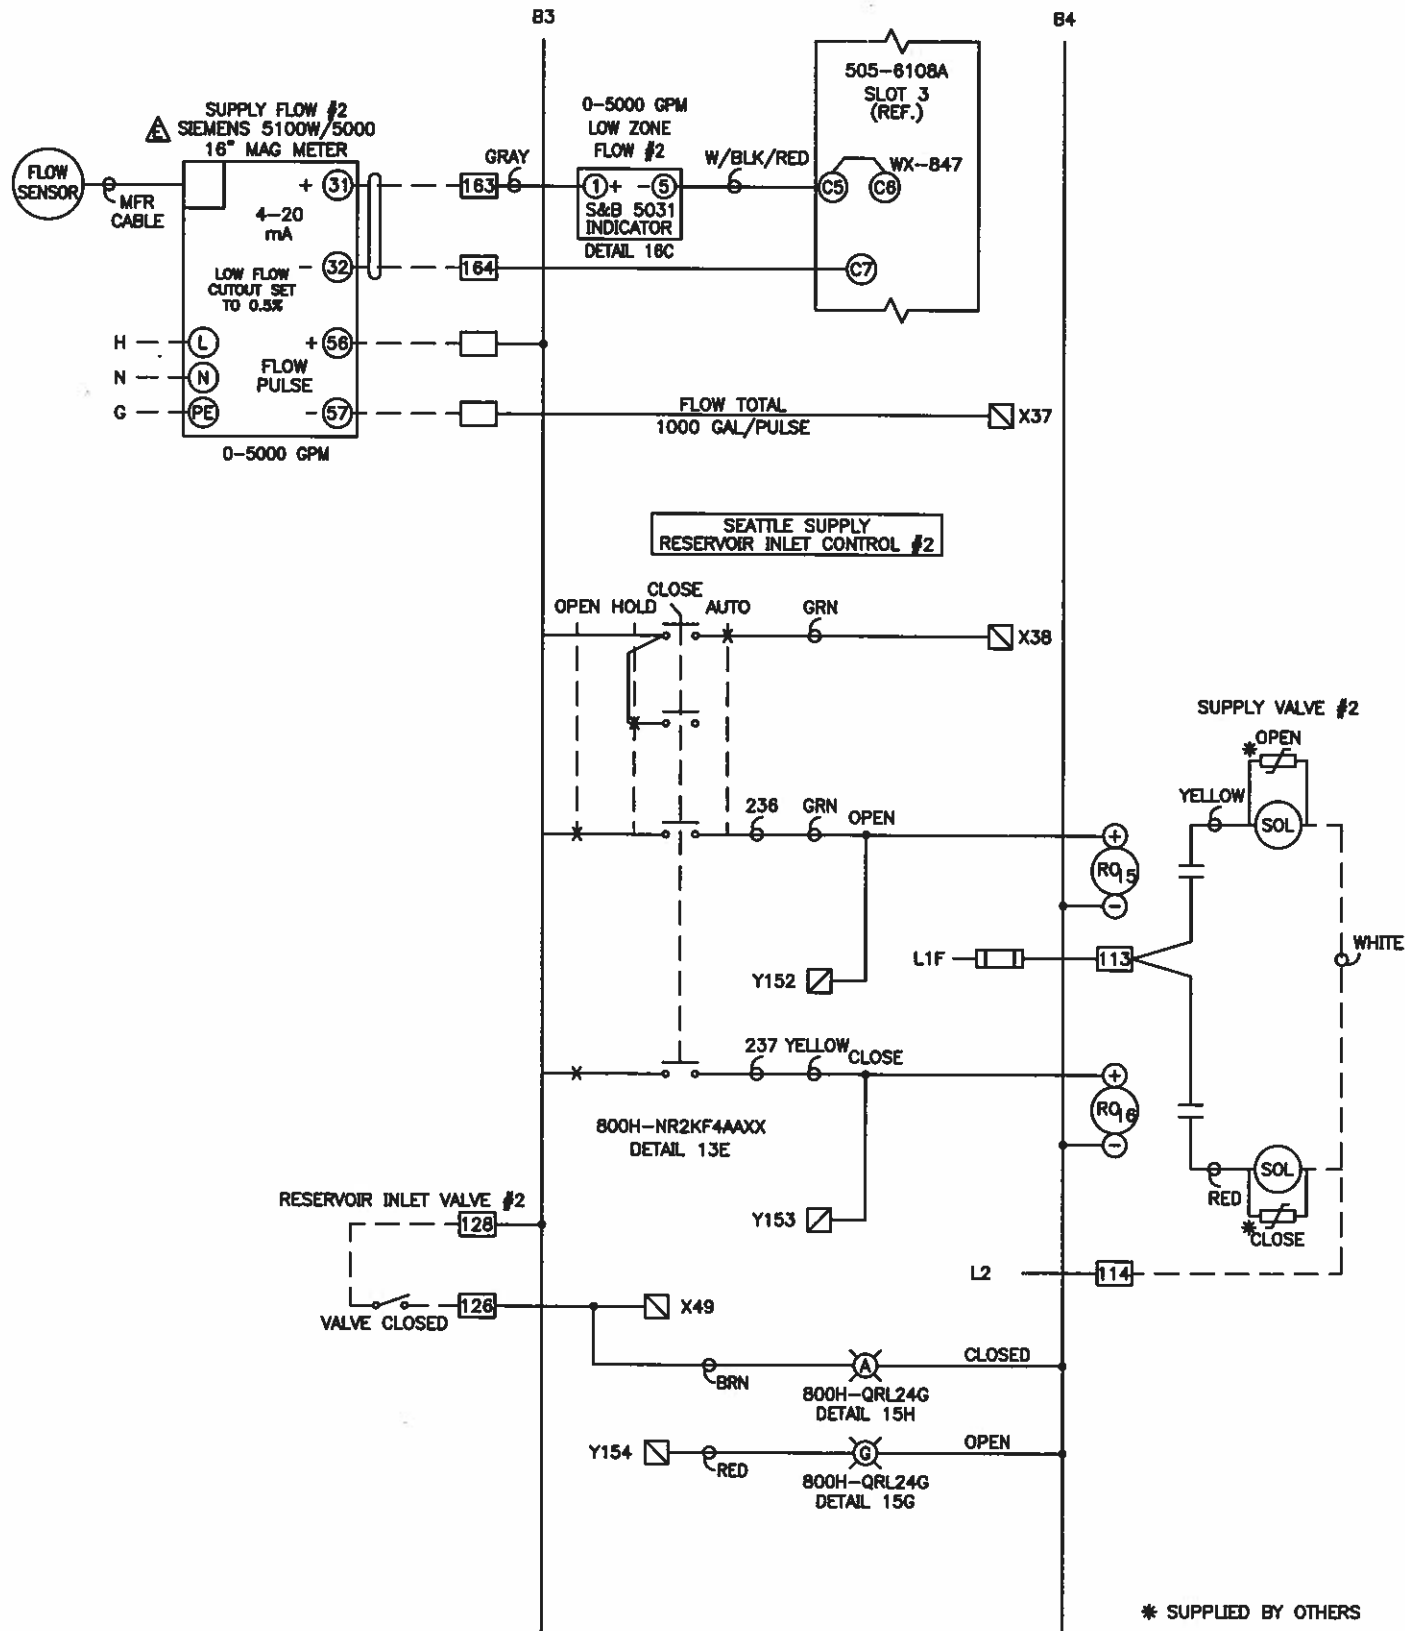 B3
B4
505-6108A
SLOT 3
(REF.)
SUPPLY FLOW #2
E SIEMENS 5100W/5000
16" MAG METER
0-5000 GPM
LOW ZONE
FLOW #2
FLOW
SENSOR
MFR
CABLE
+ 31
4-20
mA
GRAY
163
1 + - 5
S&B 5031
INDICATOR
DETAIL 16C
W/BLK/RED
WX-847
C5
C6
- 32
164
C7
LOW FLOW
CUTOUT SET
TO 0.5%
H
L
+ 56
N
N
FLOW
PULSE
G
PE
- 57
FLOW TOTAL
1000 GAL/PULSE
X37
0-5000 GPM
SEATTLE SUPPLY
RESERVOIR INLET CONTROL #2
CLOSE
OPEN HOLD AUTO
GRN
X38
SUPPLY VALVE #2
* OPEN
YELLOW
SOL
236 GRN OPEN
+
RO15
-
Y152
L1F
113
WHITE
237 YELLOW CLOSE
+
RO16
-
800H-NR2KF4AAXX
DETAIL 13E
Y153
SOL
RED
* CLOSE
RESERVOIR INLET VALVE #2
128
L2
114
VALVE CLOSED
126
X49
BRN
A
CLOSED
800H-QRL24G
DETAIL 15H
Y154
RED
G
OPEN
800H-QRL24G
DETAIL 15G
* SUPPLIED BY OTHERS